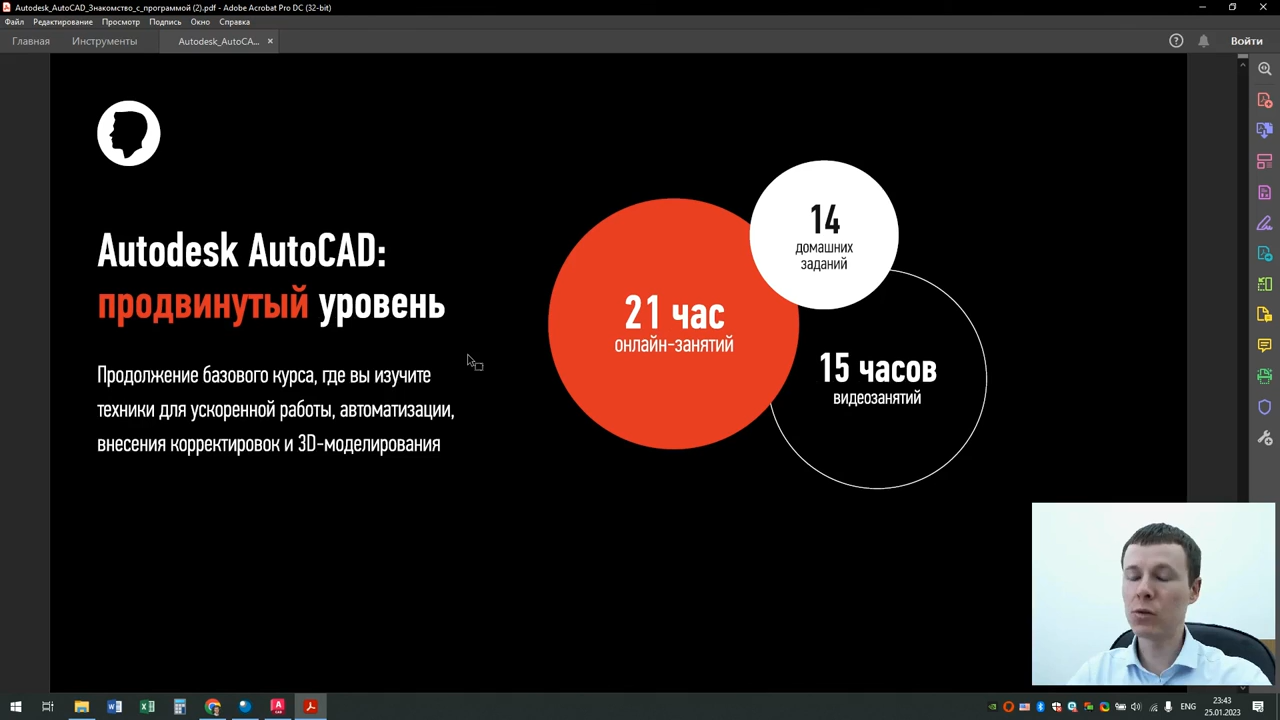 Autodesk_AutoCAD_Знакомство_с_программой (2).pdf - Adobe Acrobat Pro DC (32-bit)
Файл Редактирование Просмотр Подпись Окно Справка
Главная Инструменты Autodesk_AutoCA... × Войти
Autodesk AutoCAD:
продвинутый уровень
Продолжение базового курса, где вы изучите
техники для ускоренной работы, автоматизации,
внесения корректировок и 3D-моделирования
21 час
онлайн-занятий
14
домашних
заданий
15 часов
видеозанятий
ENG
23:43
25.01.2023